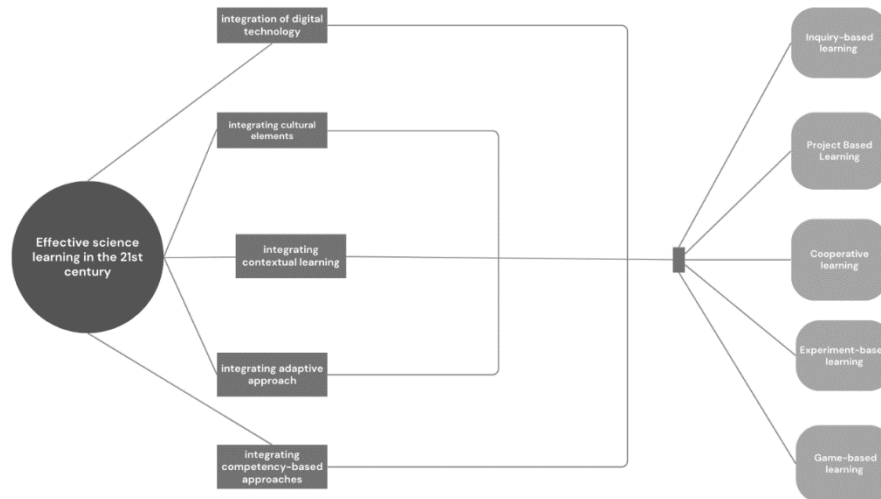 Effective science
learning in the 21st
century
integration of digital
technology
integrating cultural
elements
integrating
contextual learning
integrating adaptive
approach
integrating
competency-based
approaches
Inquiry-based
learning
Project Based
Learning
Cooperative
learning
Experiment-base
learning
Game-based
learning